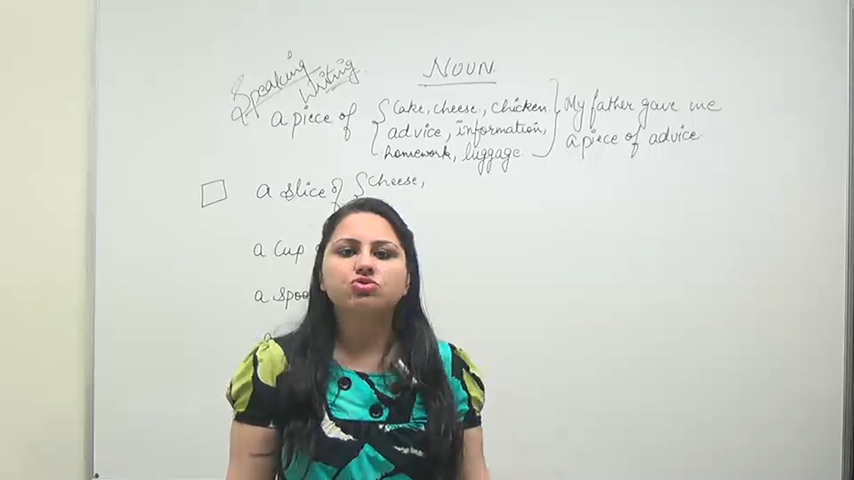 Speaking
Writing
NOUN
a piece of { Cake, cheese, chicken
advice, information,
homework, luggage }
My father gave me
a piece of advice
a slice of { Cheese,
a Cup
a spoo